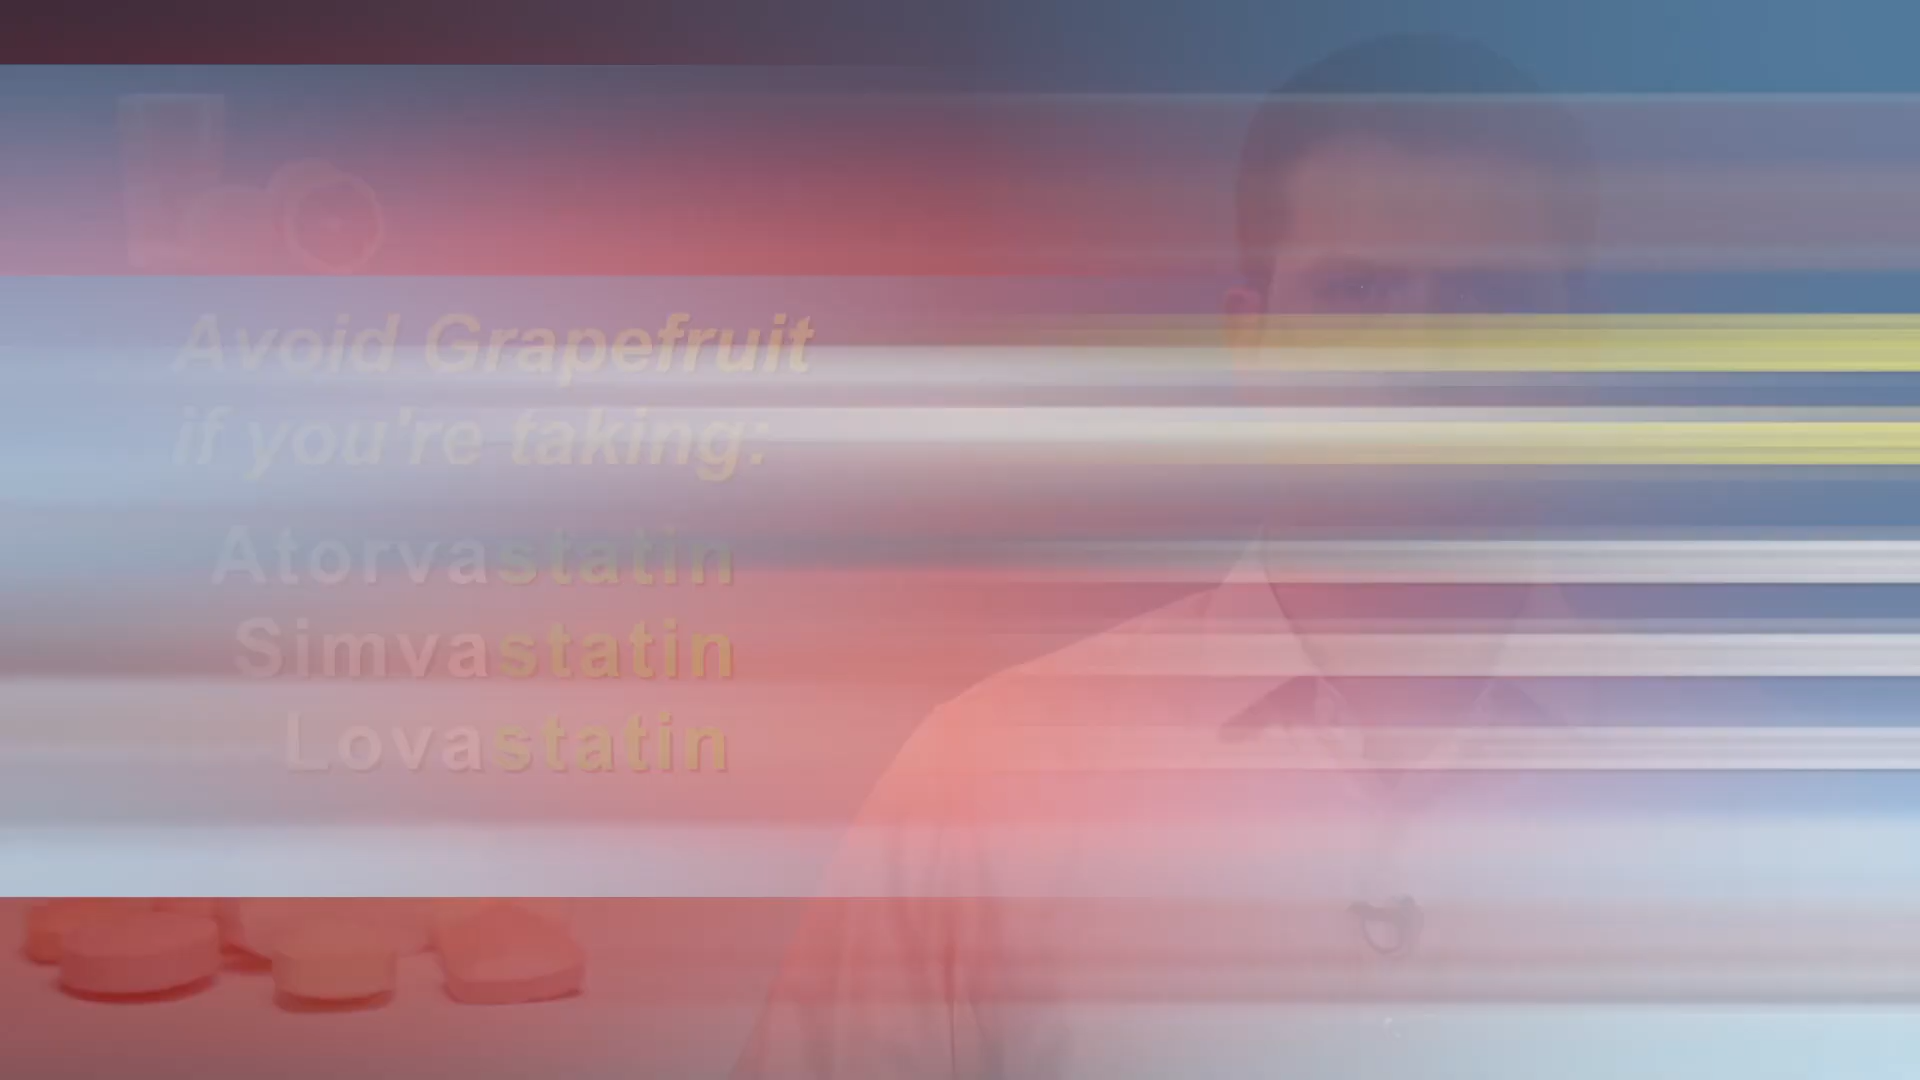 Avoid Grapefruit
if you're taking:
Atorvastatin
Simvastatin
Lovastatin